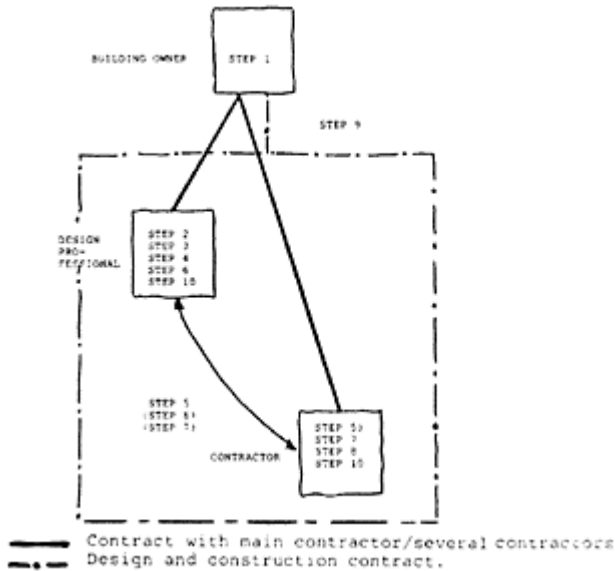 BUILDING OWNER
STEP 1
STEP 9
DESIGN
PRO-
FESSIONAL
STEP 2
STEP 3
STEP 4
STEP 6
STEP 10
STEP 5
(STEP 6)
(STEP 7)
CONTRACTOR
STEP 5)
STEP 7
STEP 8
STEP 10
Contract with main contractor/several contractors
Design and construction contract.